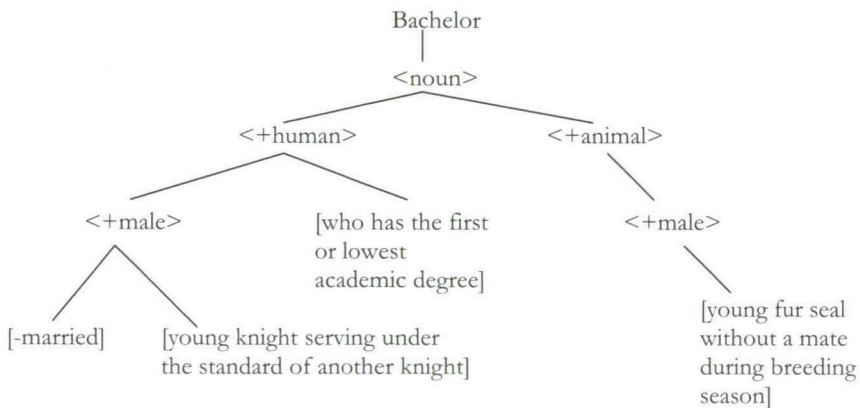 Bachelor
<noun>
<+human>
<+animal>
<+male>
[who has the first
or lowest
academic degree]
<+male>
[-married]
[young knight serving under
the standard of another knight]
[young fur seal
without a mate
during breeding
season]